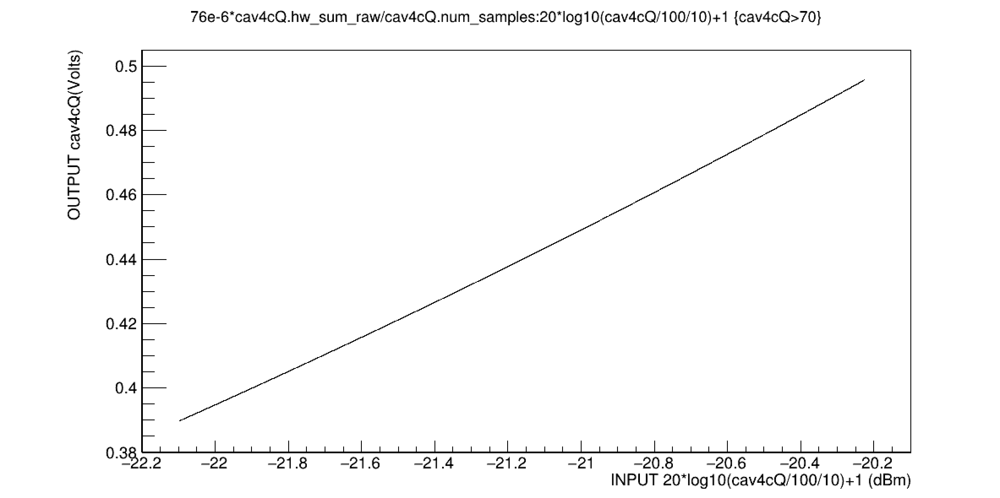 76e-6*cav4cQ.hw_sum_raw/cav4cQ.num_samples:20*log10(cav4cQ/100/10)+1 {cav4cQ>70}
OUTPUT cav4cQ(Volts)
0.5
0.48
0.46
0.44
0.42
0.4
0.38
−22.2 −22 −21.8 −21.6 −21.4 −21.2 −21 −20.8 −20.6 −20.4 −20.2
INPUT 20*log10(cav4cQ/100/10)+1 (dBm)